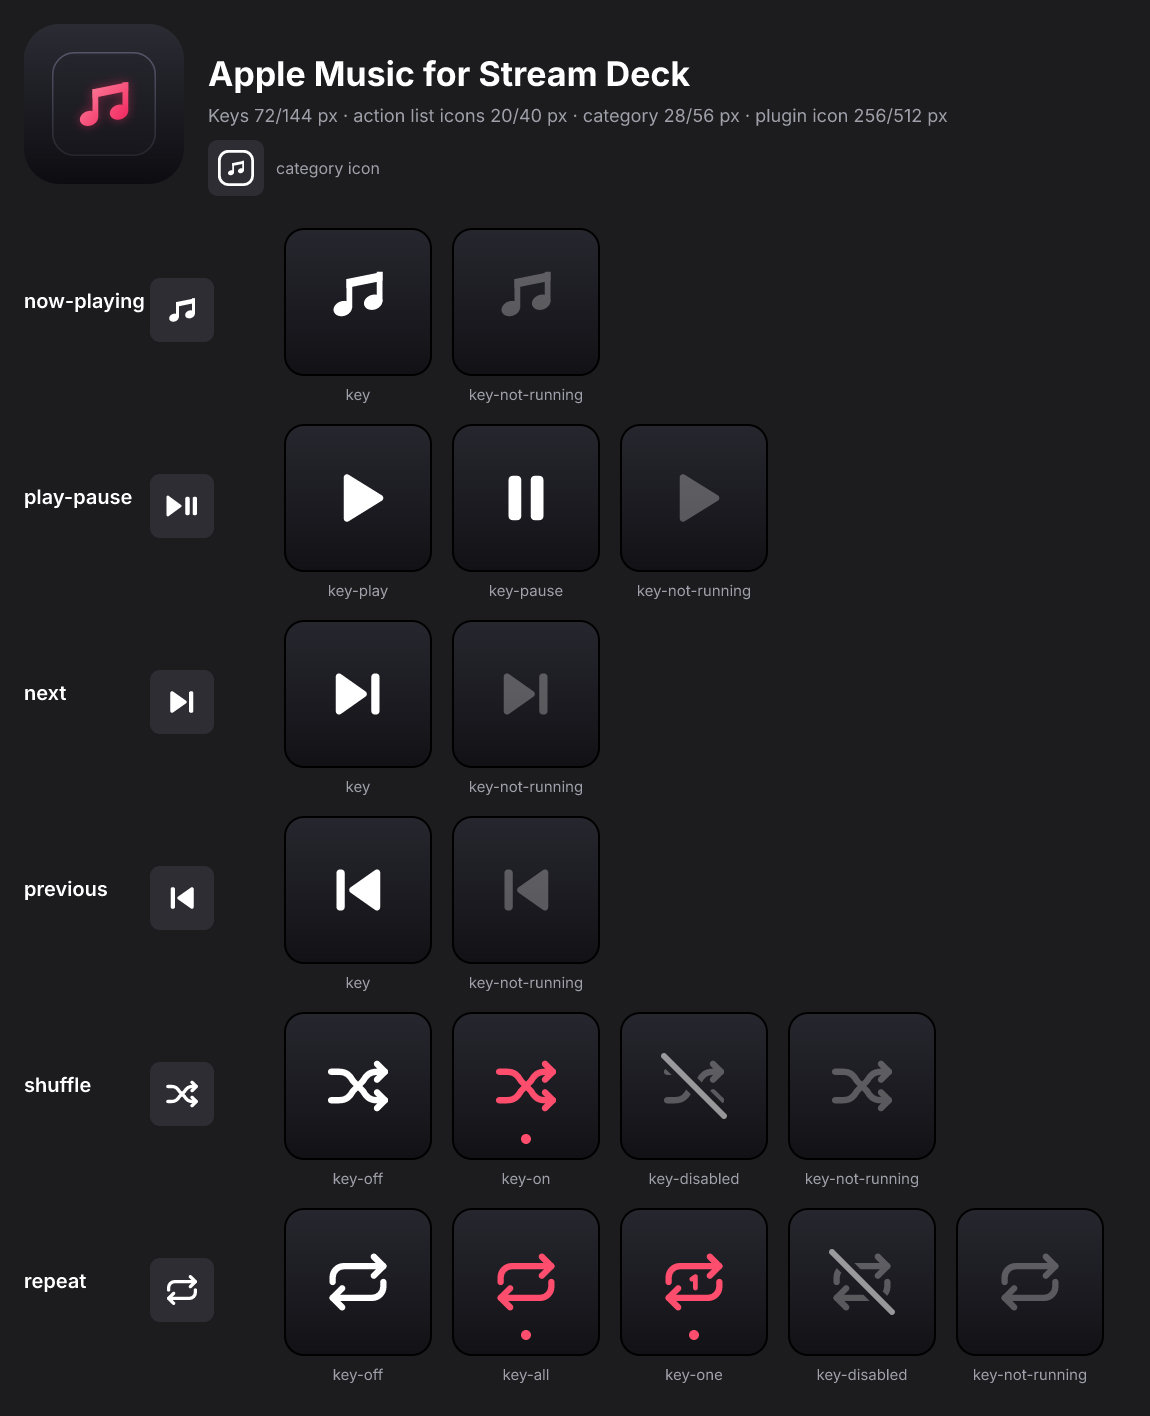 Apple Music for Stream Deck
Keys 72/144 px · action list icons 20/40 px · category 28/56 px · plugin icon 256/512 px
category icon
now-playing
key
key-not-running
play-pause
key-play
key-pause
key-not-running
next
key
key-not-running
previous
key
key-not-running
shuffle
key-off
key-on
key-disabled
key-not-running
repeat
1
key-off
key-all
key-one
key-disabled
key-not-running